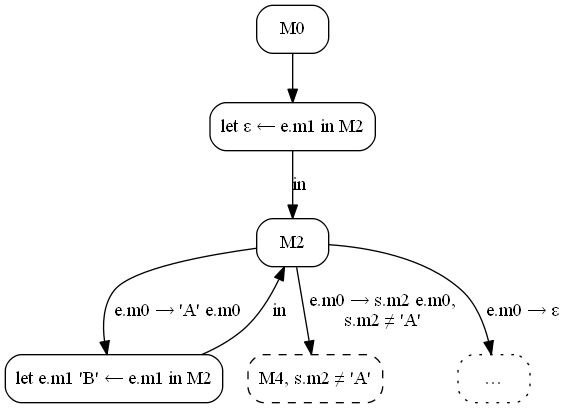 M0
let ε ← e.m1 in M2
in
M2
e.m0 → 'A' e.m0
in
e.m0 → s.m2 e.m0,
s.m2 ≠ 'A'
e.m0 → ε
let e.m1 'B' ← e.m1 in M2
M4, s.m2 ≠ 'A'
...